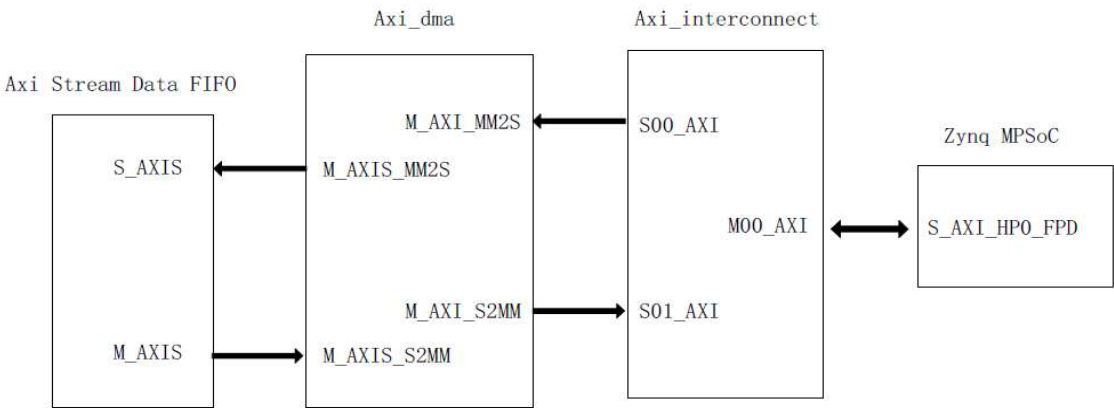 Axi_dma
Axi_interconnect
Axi Stream Data FIFO
M_AXI_MM2S
S00_AXI
Zynq MPSoC
S_AXIS
M_AXIS_MM2S
M00_AXI
S_AXI_HP0_FPD
M_AXI_S2MM
S01_AXI
M_AXIS
M_AXIS_S2MM